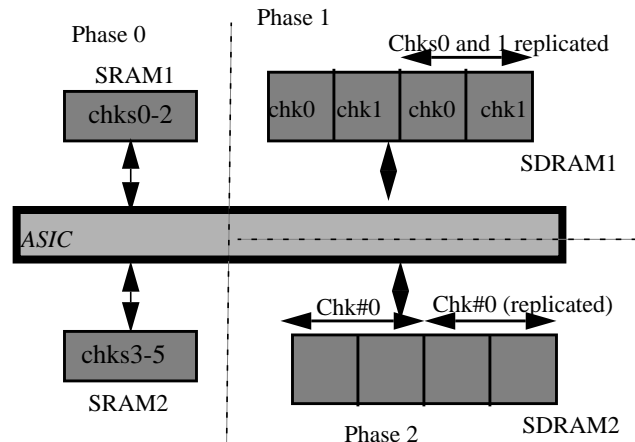 Phase 0
Phase 1
Chks0 and 1 replicated
SRAM1
chks0-2
chk0 chk1 chk0 chk1
SDRAM1
ASIC
Chk#0
Chk#0 (replicated)
chks3-5
SRAM2
SDRAM2
Phase 2